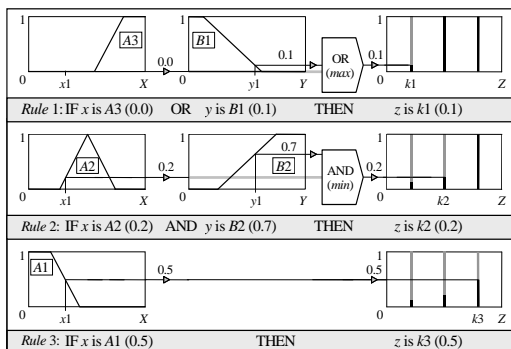 1 A3 1 B1 0.1 OR (max) 0.1 1
0.0
0 x1 X 0 y1 Y 0 k1 Z
Rule 1: IF x is A3 (0.0) OR y is B1 (0.1) THEN z is k1 (0.1)
1 A2 0.2 1 0.7 B2 AND (min) 0.2 1
0 x1 X 0 y1 Y 0 k2 Z
Rule 2: IF x is A2 (0.2) AND y is B2 (0.7) THEN z is k2 (0.2)
1 A1 0.5 0.5 1
0 x1 X 0 k3 Z
Rule 3: IF x is A1 (0.5) THEN z is k3 (0.5)